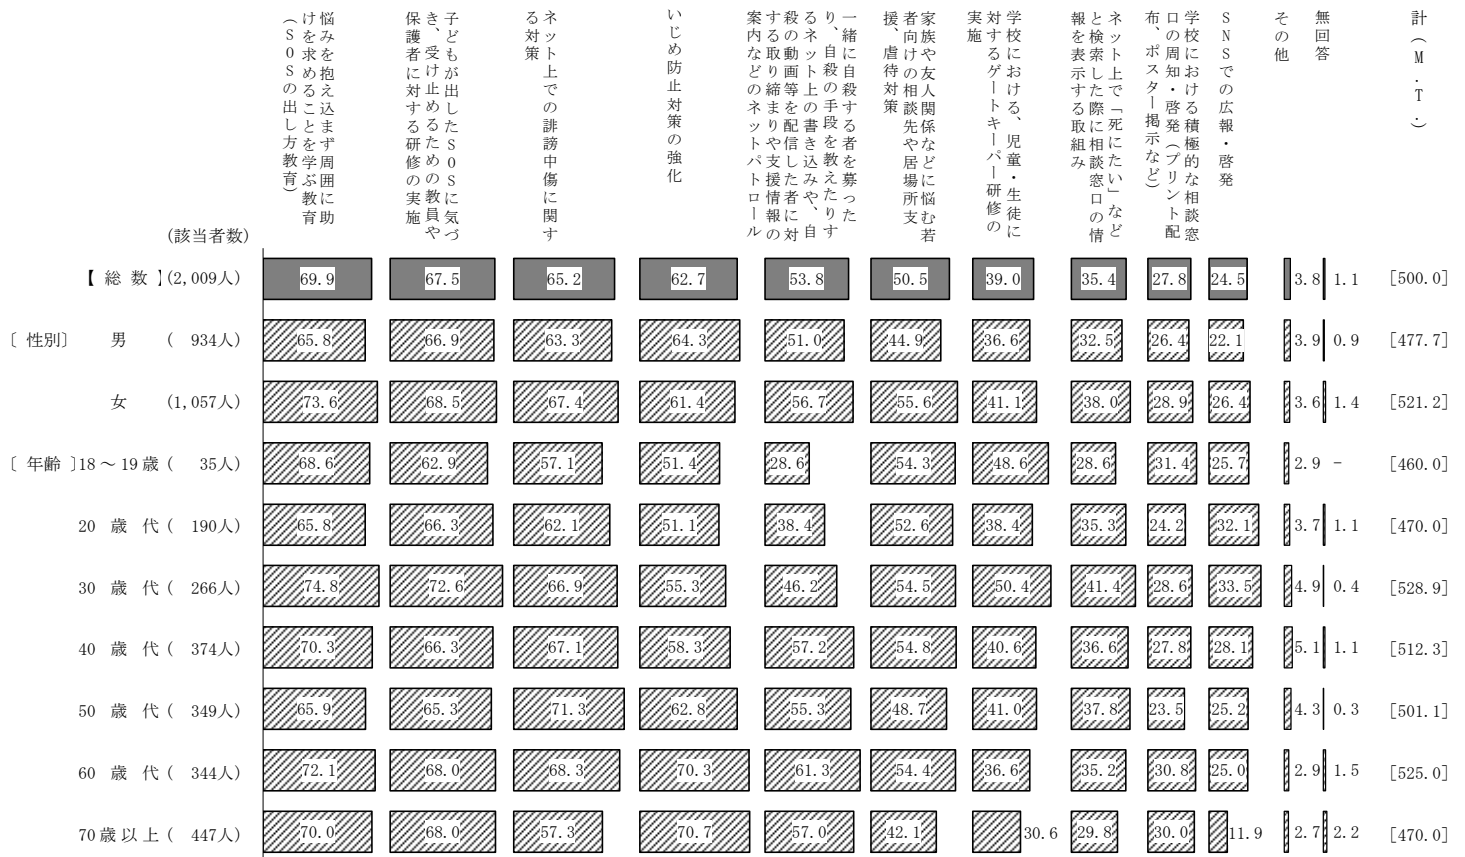 悩みを抱え込まず周囲に助
けを求めることを学ぶ教育
（ＳＯＳの出し方教育）
子どもが出したＳＯＳに気づ
き、受け止めるための教員や
保護者に対する研修の実施
ネット上での誹謗中傷に関す
る対策
いじめ防止対策の強化
一緒に自殺する者を募った
り、自殺の手段を教えたりす
るネット上の書き込みや、自
殺の動画等を配信した者に対
する取り締まりや支援情報の
案内などのネットパトロール
家族や友人関係などに悩む若
者向けの相談先や居場所支
援、虐待対策
学校における、児童・生徒に
対するゲートキーパー研修の
実施
ネット上で「死にたい」など
と検索した際に相談窓口の情
報を表示する取組み
学校における積極的な相談窓
口の周知・啓発（プリント配
布、ポスター掲示など）
ＳＮＳでの広報・啓発
その他
無回答
計（Ｍ．Ｔ．）
(該当者数)
【 総 数 】(2,009人) 69.9 67.5 65.2 62.7 53.8 50.5 39.0 35.4 27.8 24.5 3.8 1.1 [500.0]
〔 性別〕 男 ( 934人) 65.8 66.9 63.3 64.3 51.0 44.9 36.6 32.5 26.4 22.1 3.9 0.9 [477.7]
女 (1,057人) 73.6 68.5 67.4 61.4 56.7 55.6 41.1 38.0 28.9 26.4 3.6 1.4 [521.2]
〔 年齢 〕18～19歳 ( 35人) 68.6 62.9 57.1 51.4 28.6 54.3 48.6 28.6 31.4 25.7 2.9 - [460.0]
20 歳 代 ( 190人) 65.8 66.3 62.1 51.1 38.4 52.6 38.4 35.3 24.2 32.1 3.7 1.1 [470.0]
30 歳 代 ( 266人) 74.8 72.6 66.9 55.3 46.2 54.5 50.4 41.4 28.6 33.5 4.9 0.4 [528.9]
40 歳 代 ( 374人) 70.3 66.3 67.1 58.3 57.2 54.8 40.6 36.6 27.8 28.1 5.1 1.1 [512.3]
50 歳 代 ( 349人) 65.9 65.3 71.3 62.8 55.3 48.7 41.0 37.8 23.5 25.2 4.3 0.3 [501.1]
60 歳 代 ( 344人) 72.1 68.0 68.3 70.3 61.3 54.4 36.6 35.2 30.8 25.0 2.9 1.5 [525.0]
70歳以上 ( 447人) 70.0 68.0 57.3 70.7 57.0 42.1 30.6 29.8 30.0 11.9 2.7 2.2 [470.0]